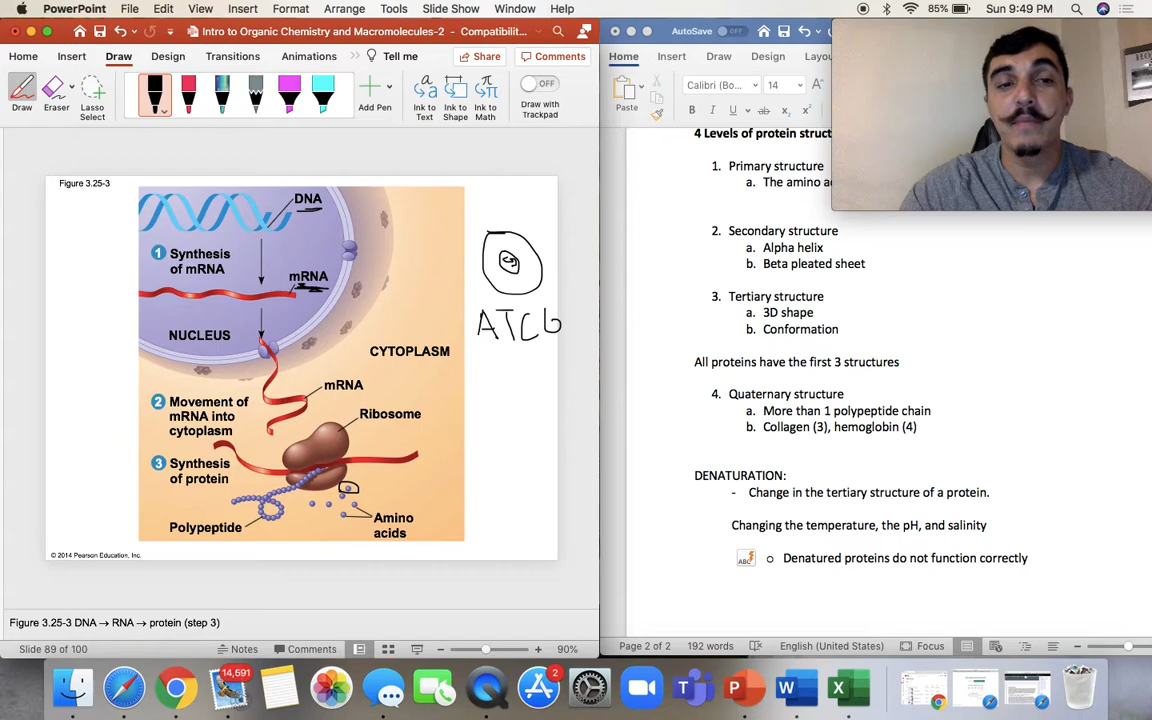 PowerPoint File Edit View Insert Format Arrange Tools Slide Show Window Help 85% Sun 9:49 PM
Intro to Organic Chemistry and Macromolecules-2 - Compatibilit...
Home Insert Draw Design Transitions Animations Tell me Share Comments
Draw Eraser Lasso Select Add Pen Ink to Text Ink to Shape Ink to Math OFF Draw with Trackpad
Figure 3.25-3
DNA
1 Synthesis
of mRNA
mRNA
NUCLEUS
CYTOPLASM
ATCG
mRNA
2 Movement of
mRNA into
cytoplasm
Ribosome
3 Synthesis
of protein
Polypeptide
Amino
acids
© 2014 Pearson Education, Inc.
Figure 3.25-3 DNA → RNA → protein (step 3)
Slide 89 of 100 Notes Comments 90%
AutoSave OFF
Home Insert Draw Design Layou
Paste Calibri (Bo... 14
B I U ab x₂ x²
4 Levels of protein struct
1. Primary structure
a. The amino a
2. Secondary structure
a. Alpha helix
b. Beta pleated sheet
3. Tertiary structure
a. 3D shape
b. Conformation
All proteins have the first 3 structures
4. Quaternary structure
a. More than 1 polypeptide chain
b. Collagen (3), hemoglobin (4)
DENATURATION:
- Change in the tertiary structure of a protein.
Changing the temperature, the pH, and salinity
ABC
o Denatured proteins do not function correctly
Page 2 of 2 192 words English (United States) Focus
14,691
2